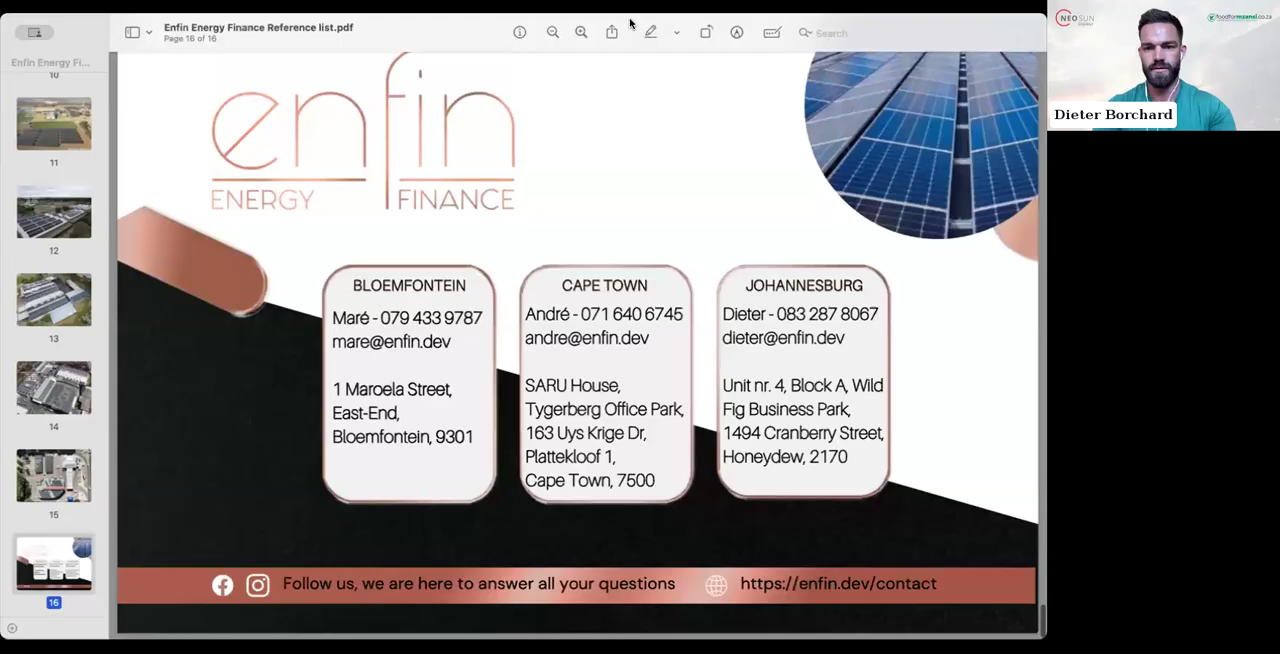 Enfin Energy Finance Reference list.pdf
Page 16 of 16
Search
Enfin Energy Fi...
10
11
12
13
14
15
16
enfin
ENERGY FINANCE
BLOEMFONTEIN
Maré - 079 433 9787
mare@enfin.dev
1 Maroela Street,
East-End,
Bloemfontein, 9301
CAPE TOWN
André - 071 640 6745
andre@enfin.dev
SARU House,
Tygerberg Office Park,
163 Uys Krige Dr,
Plattekloof 1,
Cape Town, 7500
JOHANNESBURG
Dieter - 083 287 8067
dieter@enfin.dev
Unit nr. 4, Block A, Wild
Fig Business Park,
1494 Cranberry Street,
Honeydew, 2170
Follow us, we are here to answer all your questions
https://enfin.dev/contact
NEOSUN
ENERGY
foodformzansi.co.za
Dieter Borchard